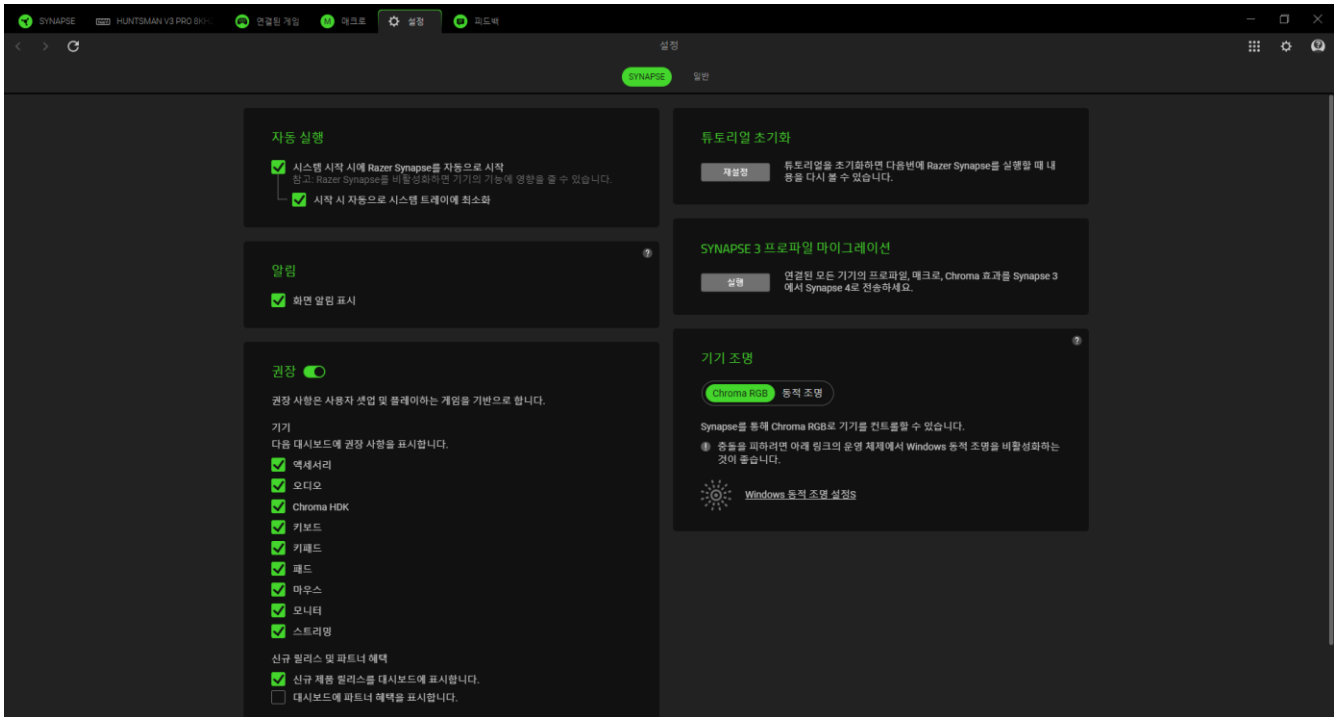 SYNAPSE
HUNTSMAN V3 PRO 8KHZ
연결된 게임
매크로
설정
피드백
설정
SYNAPSE
일반
자동 실행
시스템 시작 시에 Razer Synapse를 자동으로 시작
참고: Razer Synapse를 비활성화하면 기기의 기능에 영향을 줄 수 있습니다.
시작 시 자동으로 시스템 트레이에 최소화
알림
화면 알림 표시
권장
권장 사항은 사용자 셋업 및 플레이하는 게임을 기반으로 합니다.
기기
다음 대시보드에 권장 사항을 표시합니다.
액세서리
오디오
Chroma HDK
키보드
키패드
패드
마우스
모니터
스트리밍
신규 릴리스 및 파트너 혜택
신규 제품 릴리스를 대시보드에 표시합니다.
대시보드에 파트너 혜택을 표시합니다.
튜토리얼 초기화
재설정
튜토리얼을 초기화하면 다음번에 Razer Synapse를 실행할 때 내
용을 다시 볼 수 있습니다.
SYNAPSE 3 프로파일 마이그레이션
실행
연결된 모든 기기의 프로파일, 매크로, Chroma 효과를 Synapse 3
에서 Synapse 4로 전송하세요.
기기 조명
Chroma RGB
동적 조명
Synapse를 통해 Chroma RGB로 기기를 컨트롤할 수 있습니다.
충돌을 피하려면 아래 링크의 운영 체제에서 Windows 동적 조명을 비활성화하는
것이 좋습니다.
Windows 동적 조명 설정S